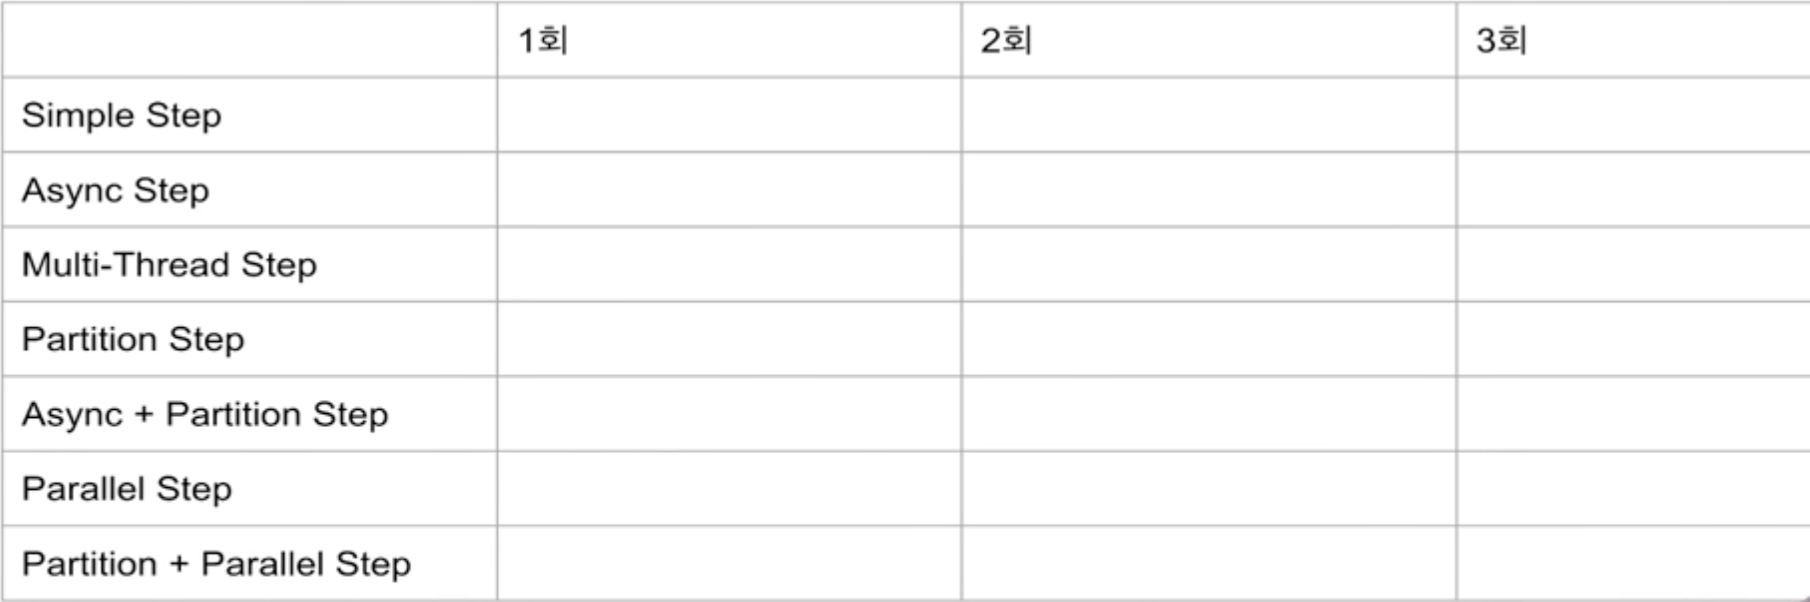 1회 2회 3회
Simple Step
Async Step
Multi-Thread Step
Partition Step
Async + Partition Step
Parallel Step
Partition + Parallel Step